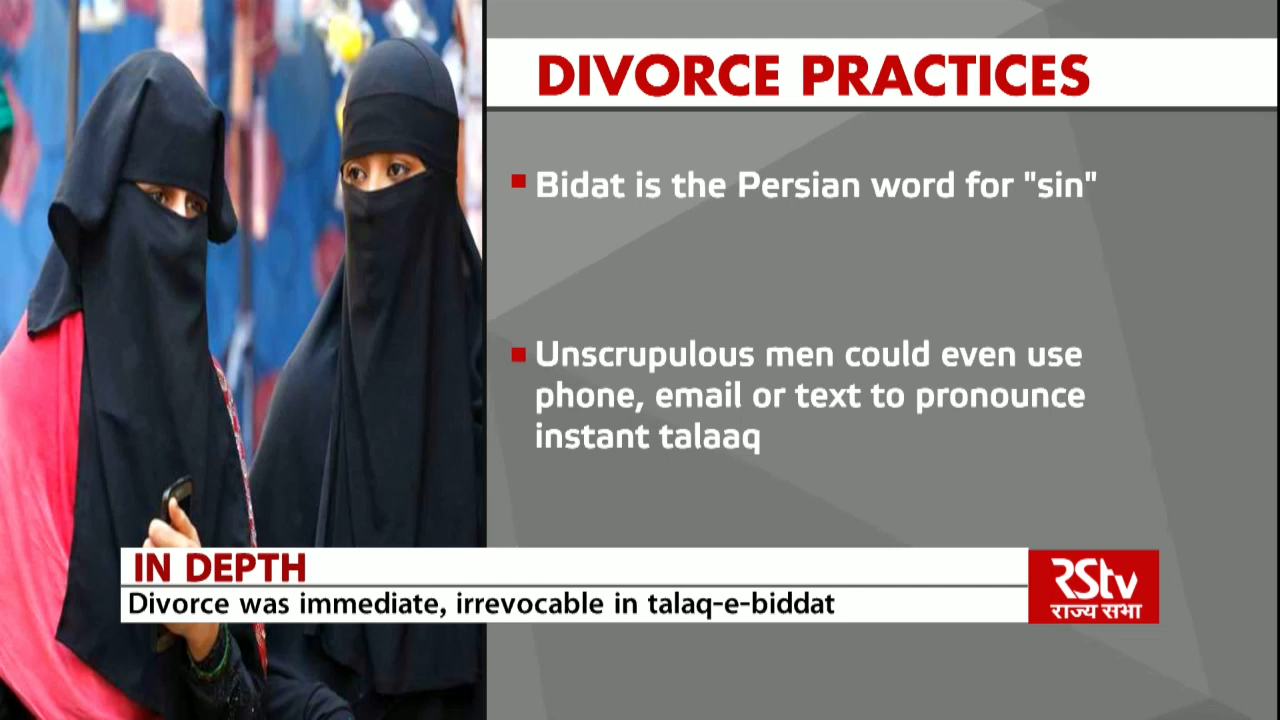 DIVORCE PRACTICES
Bidat is the Persian word for "sin"
Unscrupulous men could even use
phone, email or text to pronounce
instant talaaq
IN DEPTH
Divorce was immediate, irrevocable in talaq-e-biddat
RStv
राज्य सभा